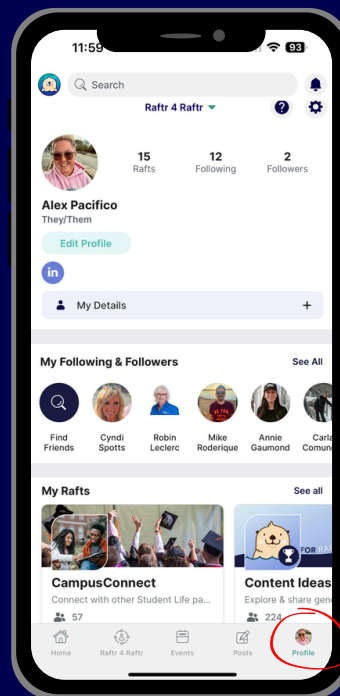 11:59
93
Search
Raftr 4 Raftr
15
12
2
Rafts
Following
Followers
Alex Pacifico
They/Them
Edit Profile
in
My Details
+
My Following & Followers
See All
Find Friends
Cyndi Spotts
Robin Leclerc
Mike Roderique
Annie Gaumond
Carla
Comun
My Rafts
See all
FOR
CampusConnect
Connect with other Student Life pa...
57
Content Ideas
Explore & share gen
224
Home
Raftr 4 Raftr
Events
Posts
Profile